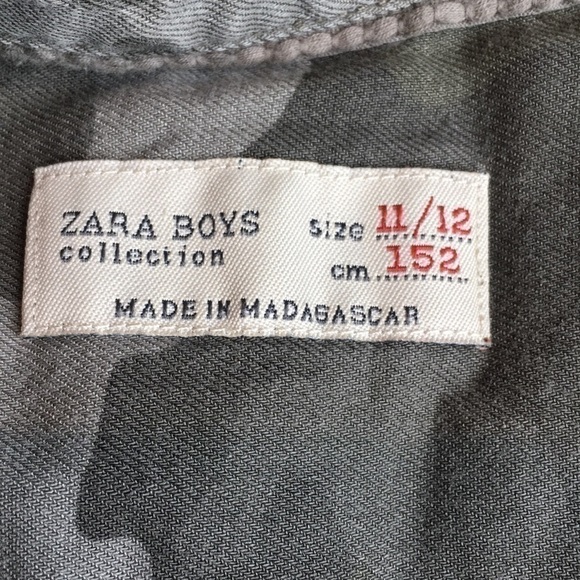 ZARA BOYS size 11/12
collection cm 152
MADE IN MADAGASCAR